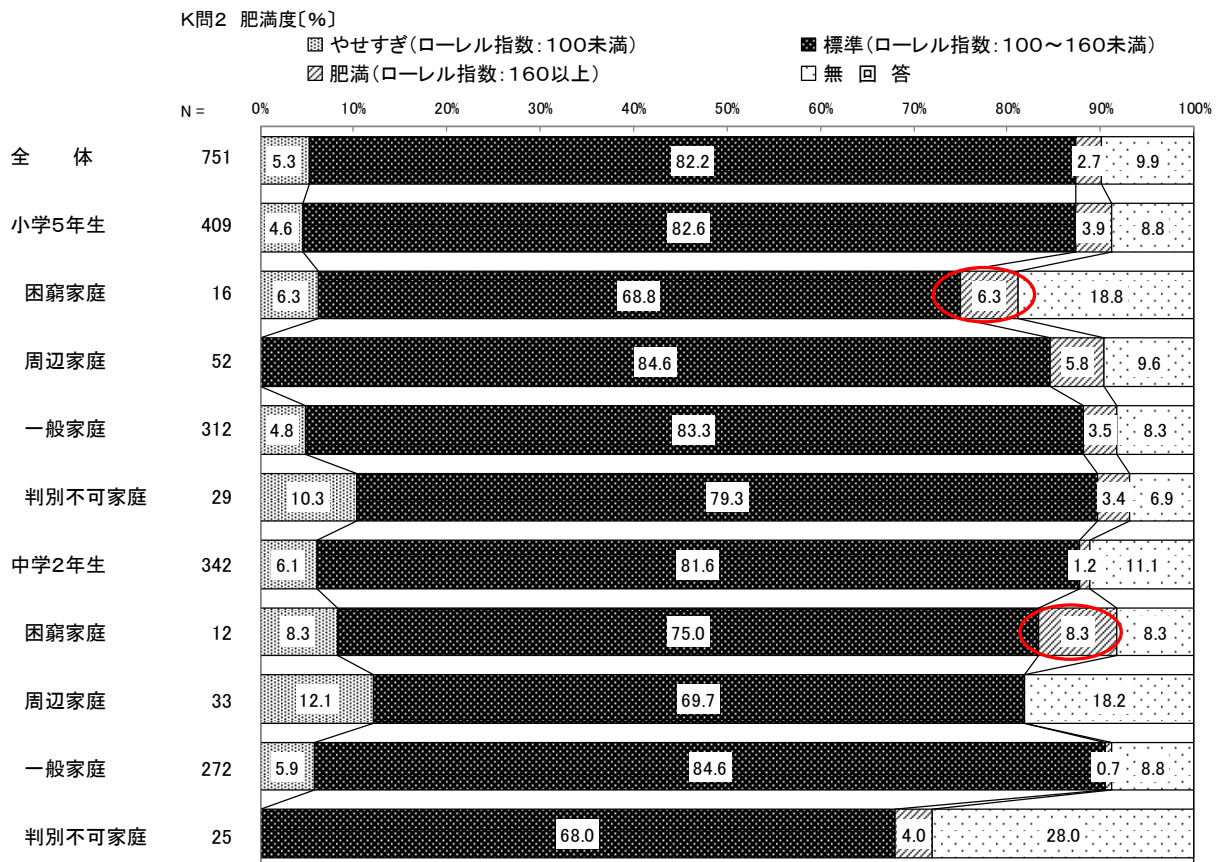 K問2 肥満度〔%〕
やせすぎ(ローレル指数:100未満) 標準(ローレル指数:100~160未満)
肥満(ローレル指数:160以上) 無 回 答
N = 0% 10% 20% 30% 40% 50% 60% 70% 80% 90% 100%
全 体 751 5.3 82.2 2.7 9.9
小学5年生 409 4.6 82.6 3.9 8.8
困窮家庭 16 6.3 68.8 6.3 18.8
周辺家庭 52 84.6 5.8 9.6
一般家庭 312 4.8 83.3 3.5 8.3
判別不可家庭 29 10.3 79.3 3.4 6.9
中学2年生 342 6.1 81.6 1.2 11.1
困窮家庭 12 8.3 75.0 8.3 8.3
周辺家庭 33 12.1 69.7 18.2
一般家庭 272 5.9 84.6 0.7 8.8
判別不可家庭 25 68.0 4.0 28.0